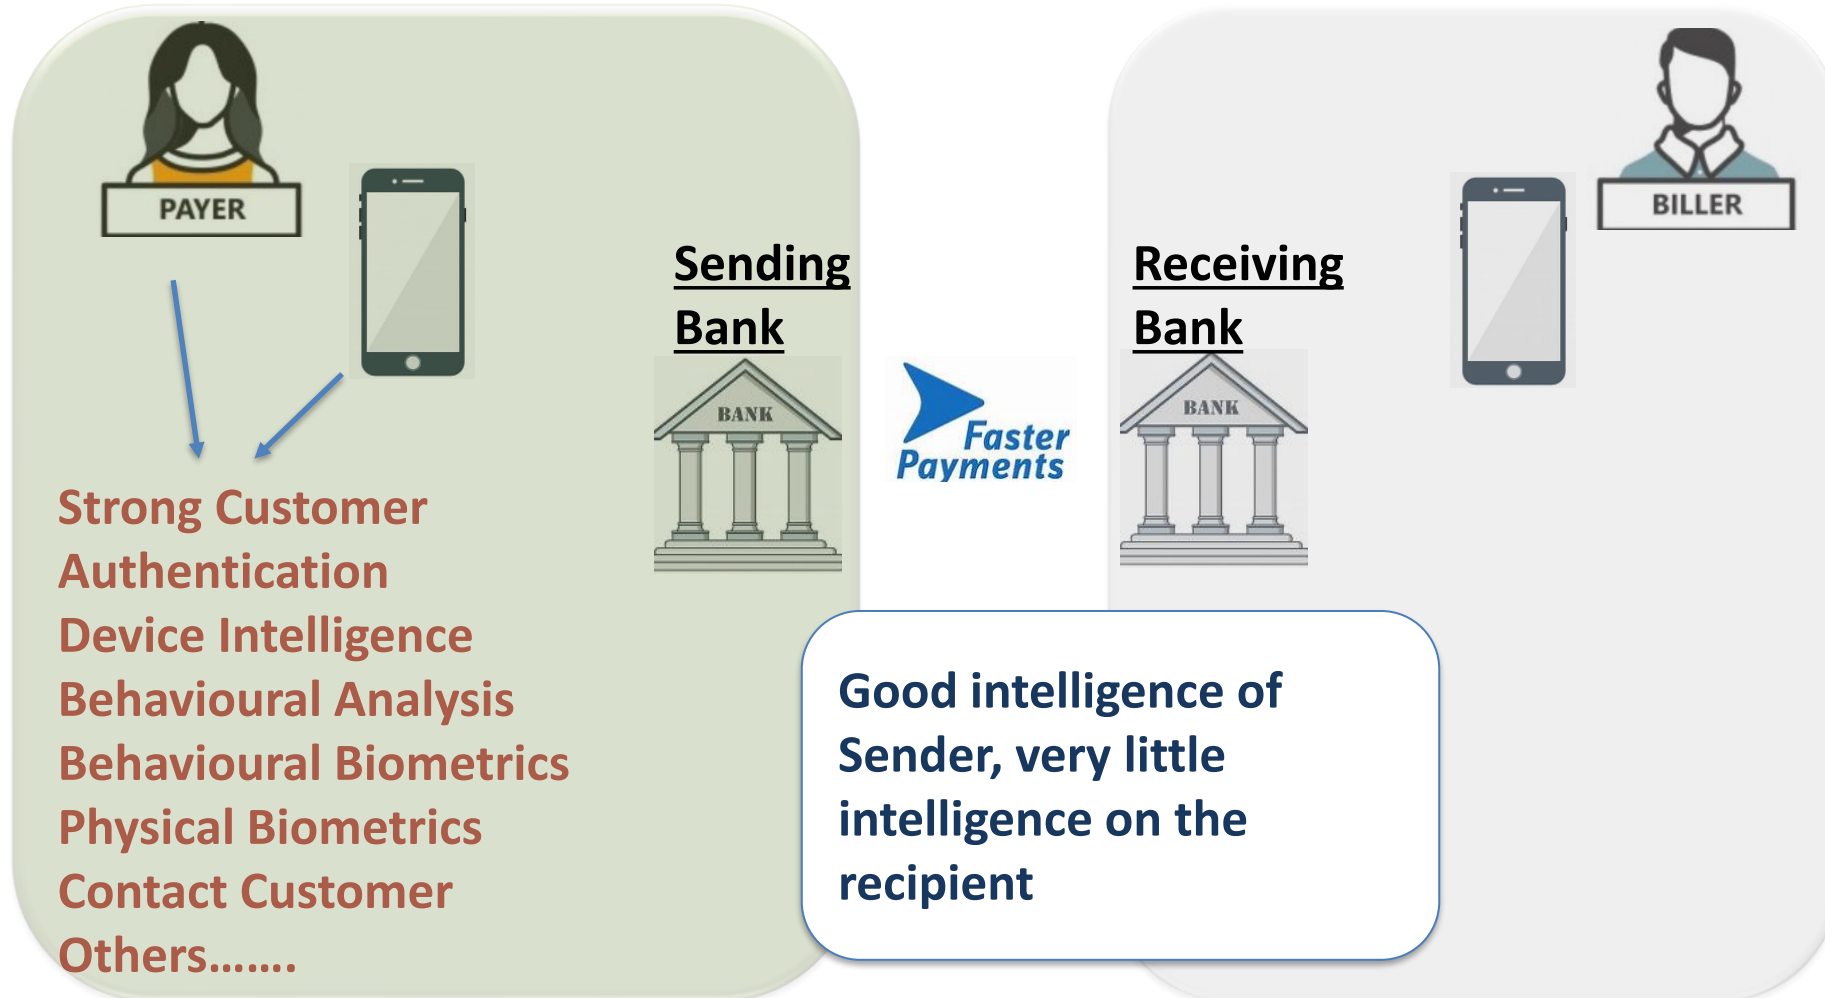 PAYER
BILLER
Sending
Bank
Receiving
Bank
BANK
BANK
Faster
Payments
Strong Customer
Authentication
Device Intelligence
Behavioural Analysis
Behavioural Biometrics
Physical Biometrics
Contact Customer
Others.......
Good intelligence of
Sender, very little
intelligence on the
recipient